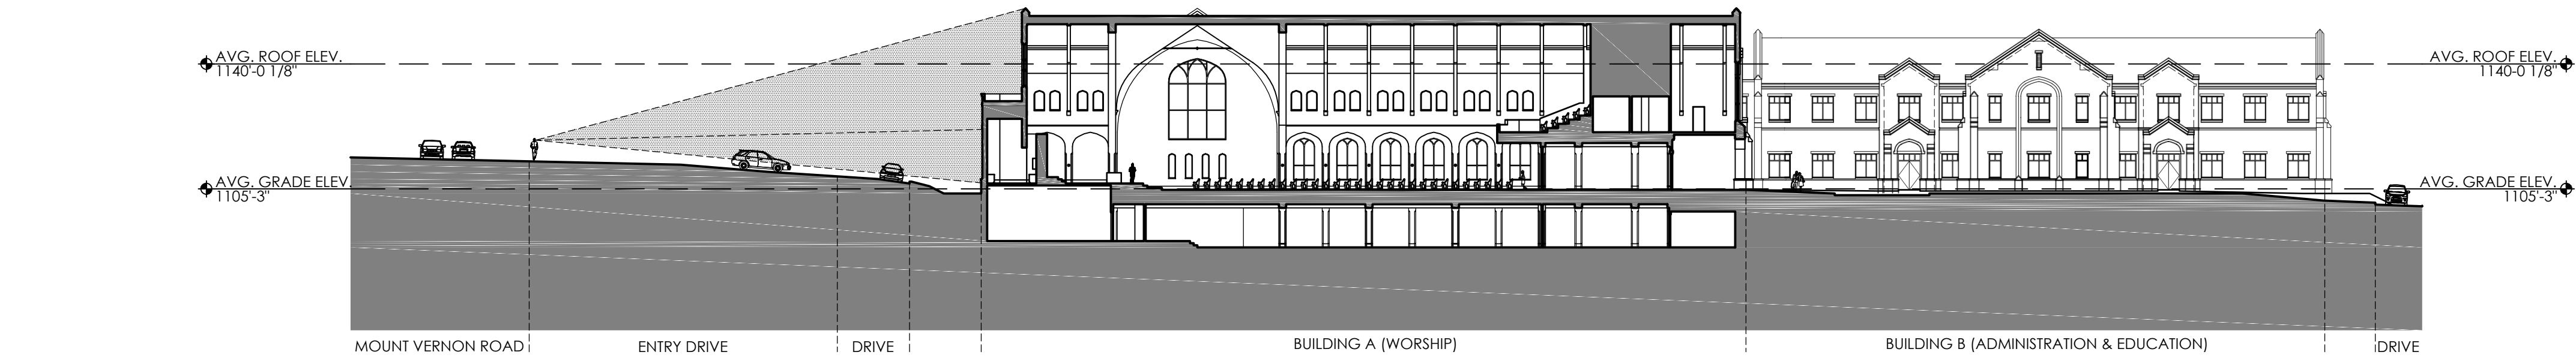 AVG. ROOF ELEV.
1140'-0 1/8"
AVG. ROOF ELEV.
1140-0 1/8"
AVG. GRADE ELEV.
1105'-3"
AVG. GRADE ELEV.
1105'-3"
MOUNT VERNON ROAD
ENTRY DRIVE
DRIVE
BUILDING A (WORSHIP)
BUILDING B (ADMINISTRATION & EDUCATION)
DRIVE